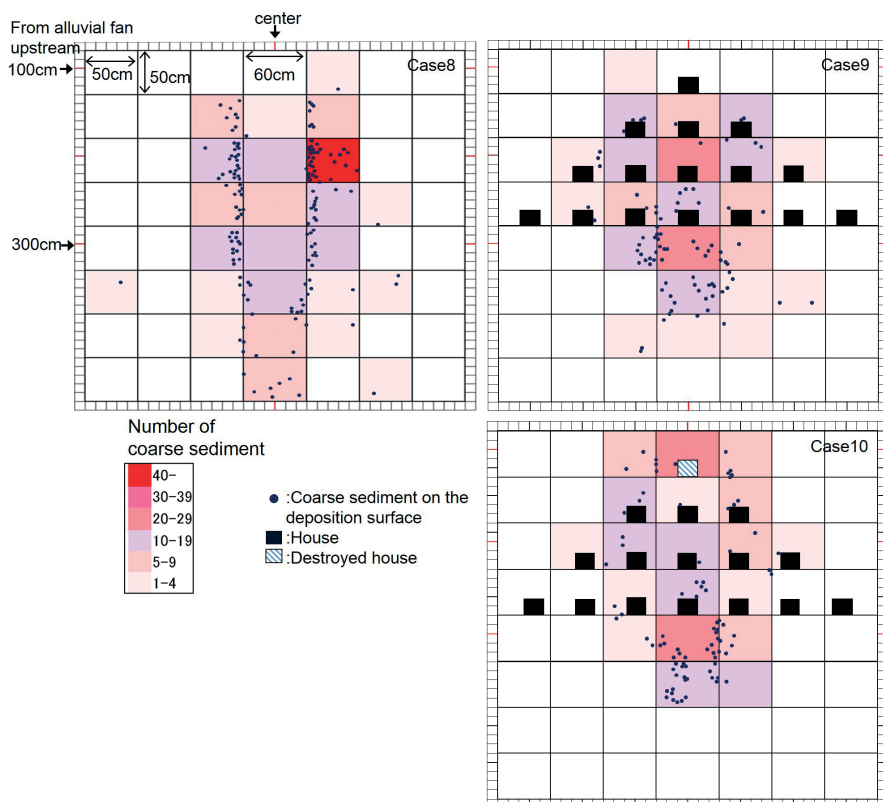 From alluvial fan
upstream
center
100cm
50cm
50cm
60cm
Case8
Case9
300cm
Number of
coarse sediment
40-
30-39
20-29
10-19
5-9
1-4
:Coarse sediment on the
deposition surface
:House
:Destroyed house
Case10